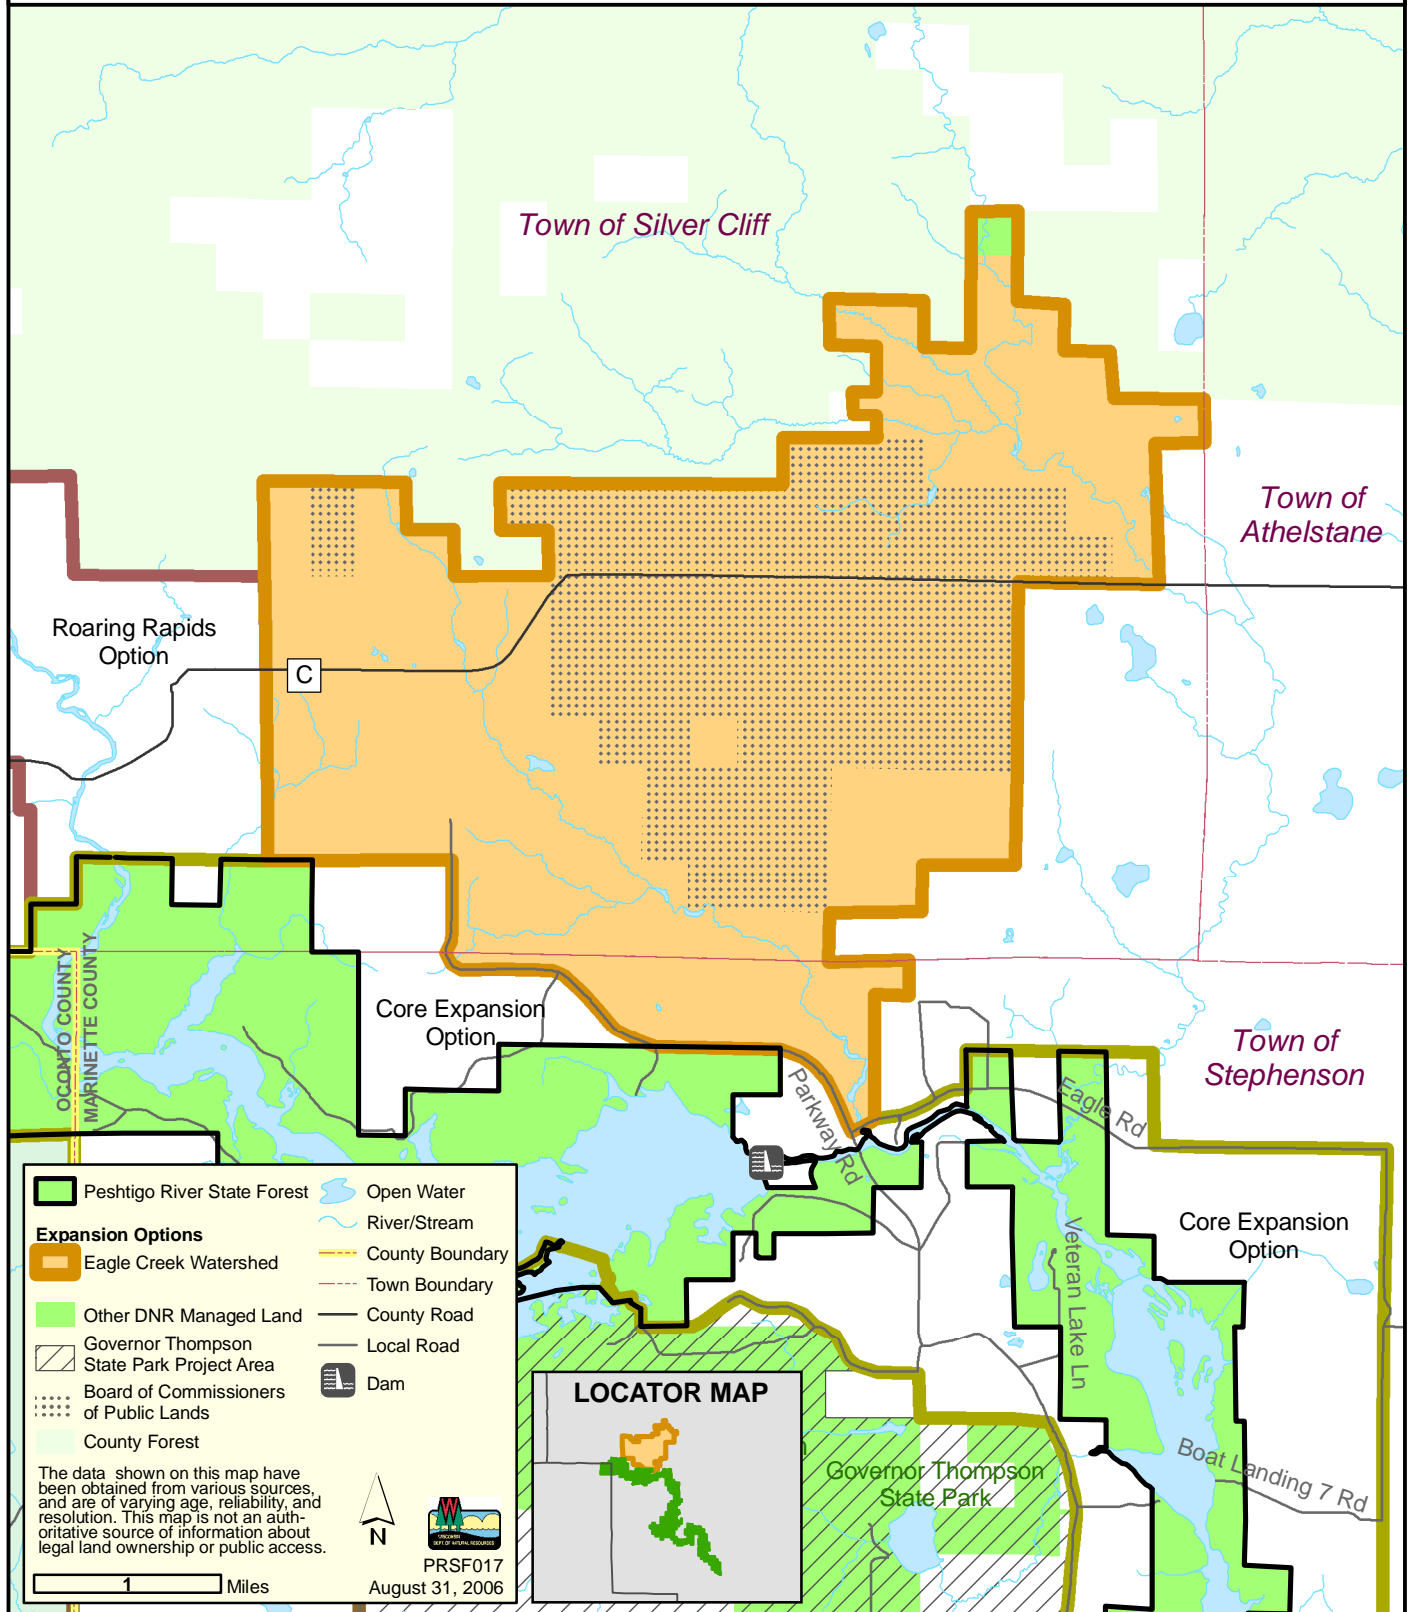 Town of Silver Cliff
Town of
Athelstane
Roaring Rapids
Option
C
Core Expansion
Option
OCONTO COUNTY
MARINETTE COUNTY
Town of
Stephenson
Parkway Rd
Eagle Rd
Veteran Lake Ln
Core Expansion
Option
Boat Landing 7 Rd
Governor Thompson
State Park
Peshtigo River State Forest
Expansion Options
Eagle Creek Watershed
Other DNR Managed Land
Governor Thompson
State Park Project Area
Board of Commissioners
of Public Lands
County Forest
Open Water
River/Stream
County Boundary
Town Boundary
County Road
Local Road
Dam
The data shown on this map have
been obtained from various sources,
and are of varying age, reliability, and
resolution. This map is not an auth-
oritative source of information about
legal land ownership or public access.
N
W
WISCONSIN
DEPT. OF NATURAL RESOURCES
PRSF017
August 31, 2006
1 Miles
LOCATOR MAP